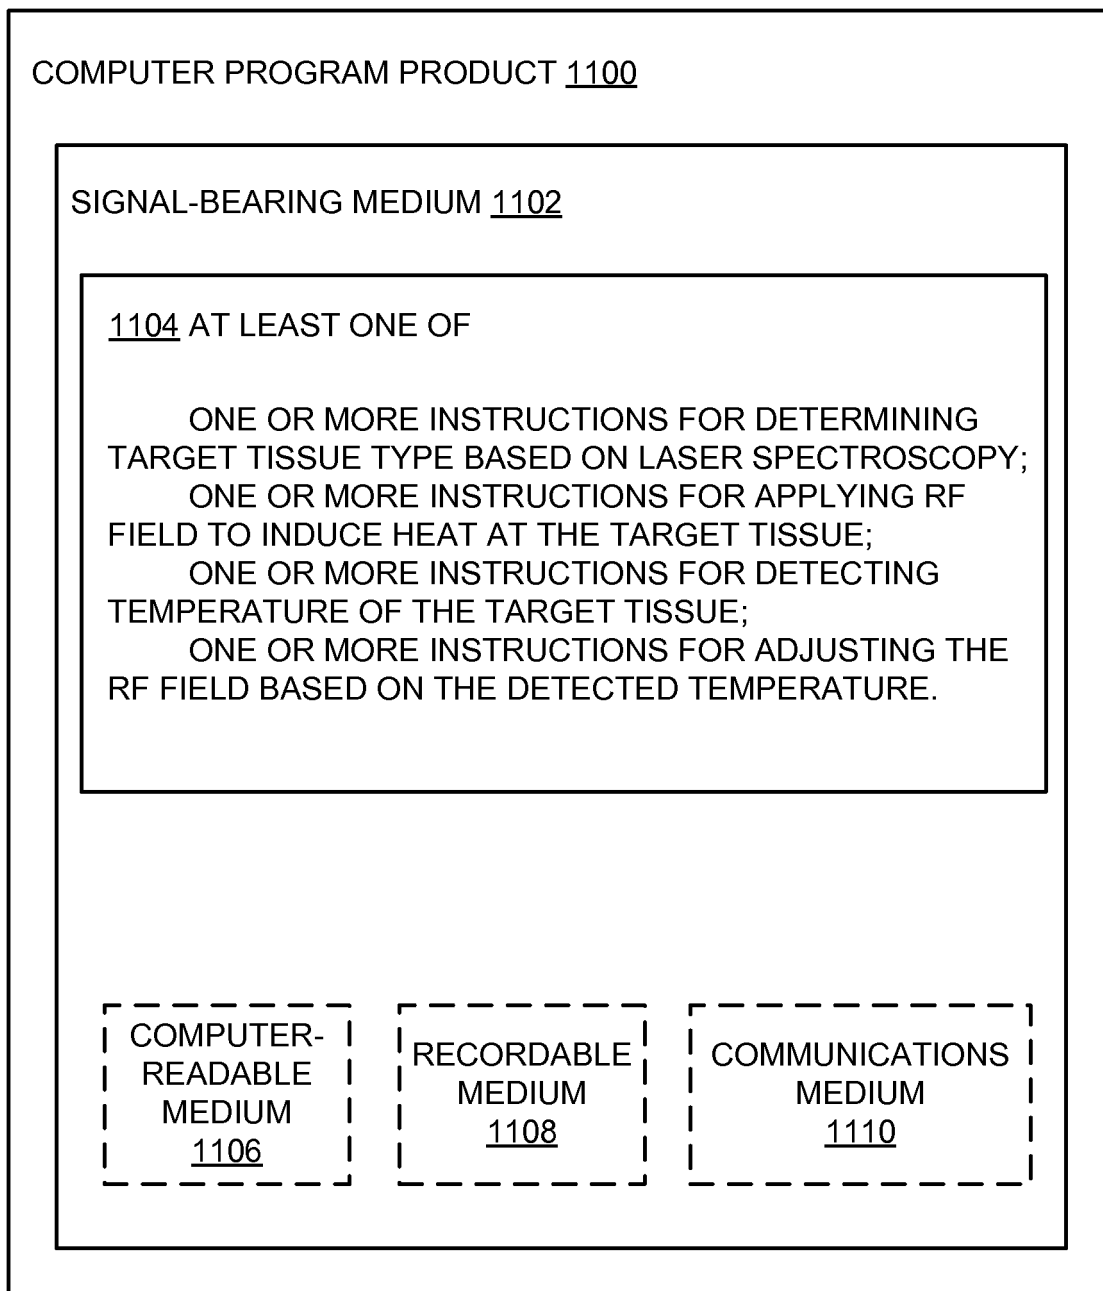 COMPUTER PROGRAM PRODUCT 1100
SIGNAL-BEARING MEDIUM 1102
1104 AT LEAST ONE OF
ONE OR MORE INSTRUCTIONS FOR DETERMINING
TARGET TISSUE TYPE BASED ON LASER SPECTROSCOPY;
ONE OR MORE INSTRUCTIONS FOR APPLYING RF
FIELD TO INDUCE HEAT AT THE TARGET TISSUE;
ONE OR MORE INSTRUCTIONS FOR DETECTING
TEMPERATURE OF THE TARGET TISSUE;
ONE OR MORE INSTRUCTIONS FOR ADJUSTING THE
RF FIELD BASED ON THE DETECTED TEMPERATURE.
COMPUTER-
READABLE
MEDIUM
1106
RECORDABLE
MEDIUM
1108
COMMUNICATIONS
MEDIUM
1110